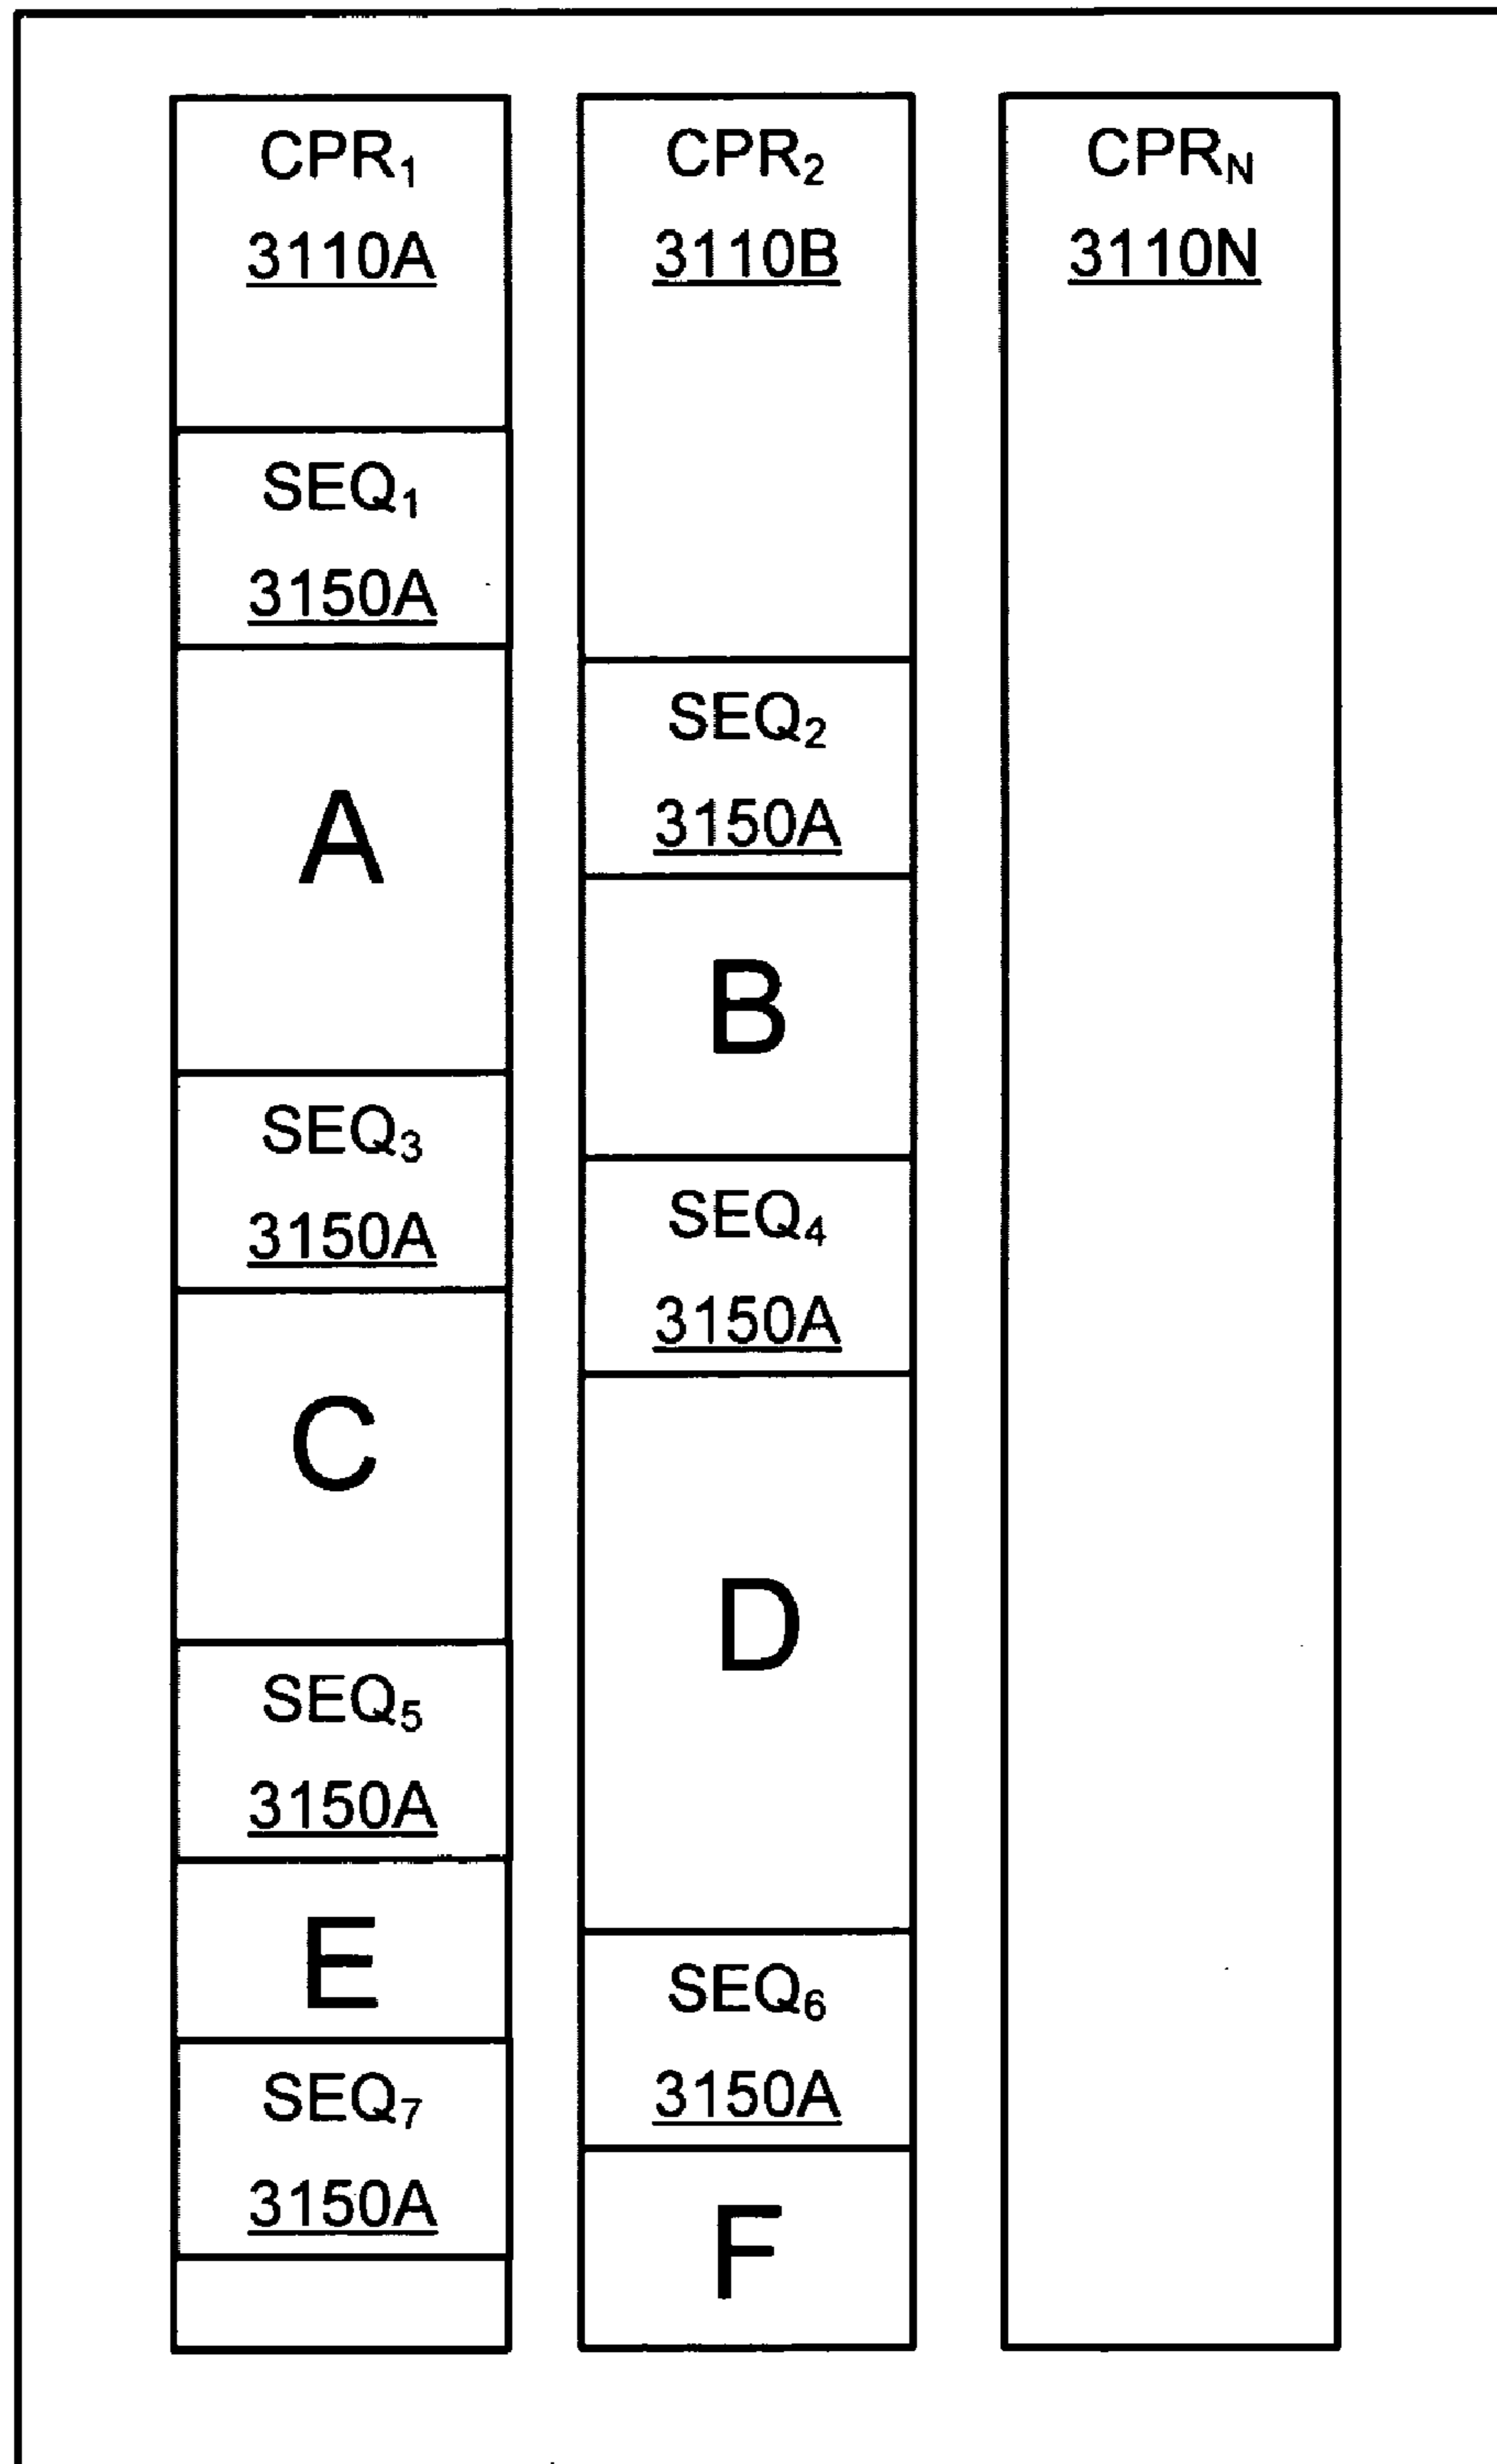 CPR₁
3110A
SEQ₁
3150A
A
SEQ₃
3150A
C
SEQ₅
3150A
E
SEQ₇
3150A
CPR₂
3110B
SEQ₂
3150A
B
SEQ₄
3150A
D
SEQ₆
3150A
F
CPR_N
3110N